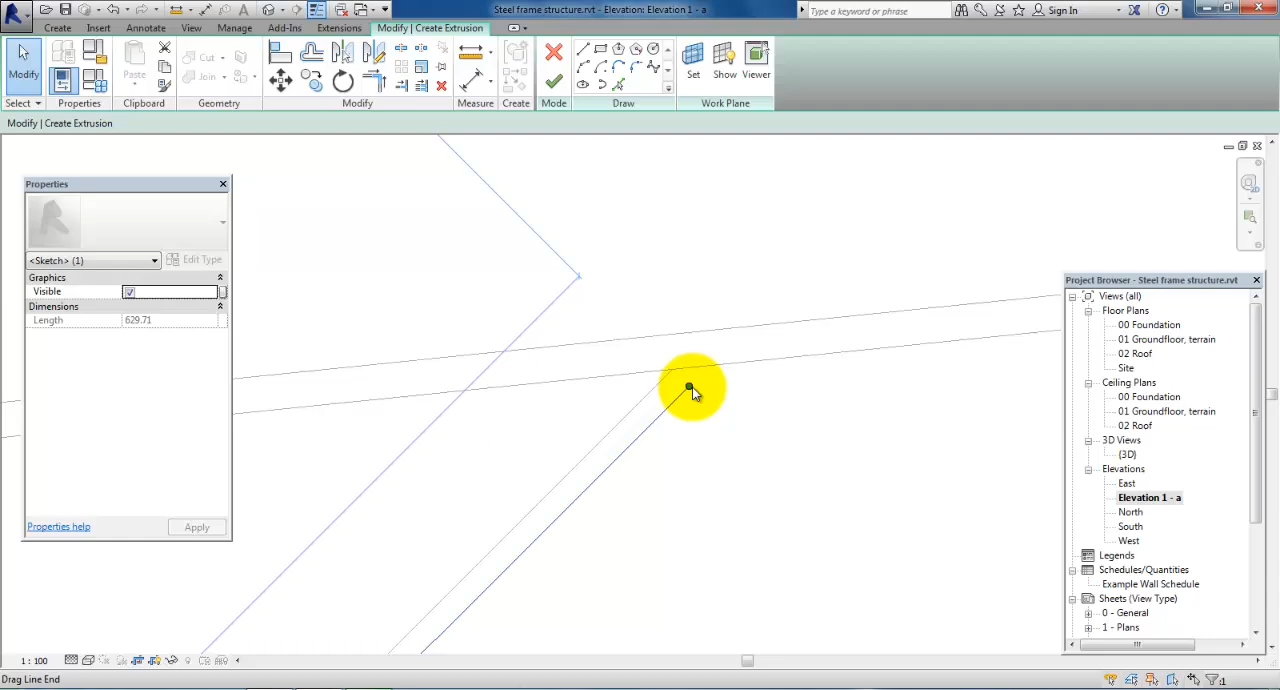 Steel frame structure.rvt - Elevation: Elevation 1 - a
Type a keyword or phrase
Sign In
Create
Insert
Annotate
View
Manage
Add-Ins
Extensions
Modify | Create Extrusion
Modify
Paste
Cut
Join
Create
Set
Show
Viewer
Select
Properties
Clipboard
Geometry
Modify
Measure
Create
Mode
Draw
Work Plane
Modify | Create Extrusion
Properties
<Sketch> (1)
Edit Type
Graphics
Visible
Dimensions
Length
629.71
Properties help
Apply
Project Browser - Steel frame structure.rvt
Views (all)
Floor Plans
00 Foundation
01 Groundfloor, terrain
02 Roof
Site
Ceiling Plans
00 Foundation
01 Groundfloor, terrain
02 Roof
3D Views
{3D}
Elevations
East
Elevation 1 - a
North
South
West
Legends
Schedules/Quantities
Example Wall Schedule
Sheets (View Type)
0 - General
1 - Plans
1 : 100
Drag Line End
:1